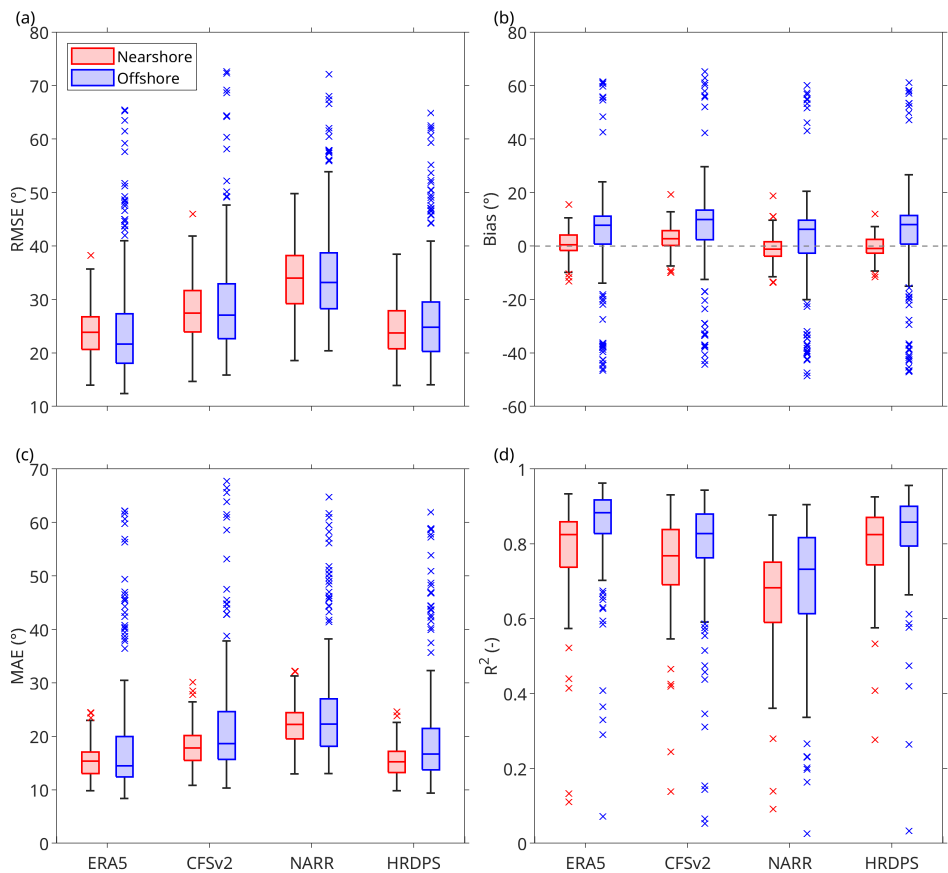 (a)
(b)
80
70
60
50
40
30
20
10
RMSE (°)
Nearshore
Offshore
80
60
40
20
0
-20
-40
-60
Bias (°)
(c)
(d)
70
60
50
40
30
20
10
0
MAE (°)
ERA5 CFSv2 NARR HRDPS
1
0.8
0.6
0.4
0.2
0
R² (-)
ERA5 CFSv2 NARR HRDPS